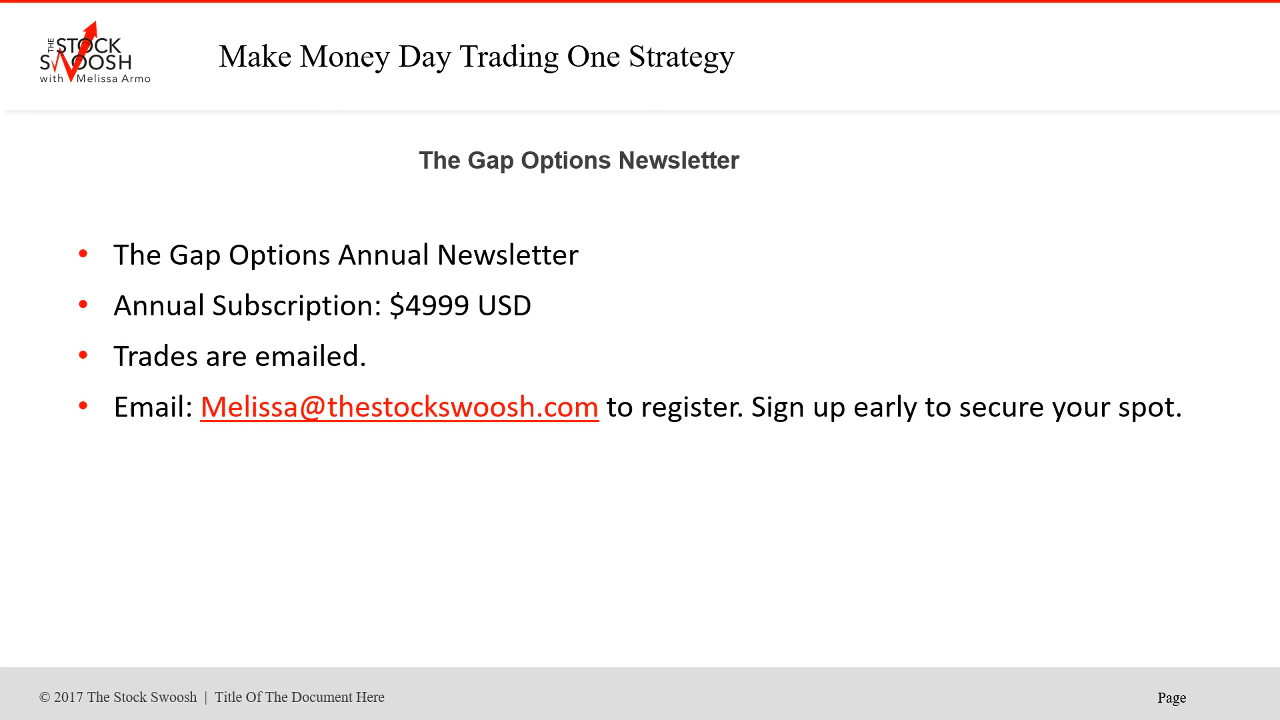 THE STOCK
SWOOSH
with Melissa Armo
Make Money Day Trading One Strategy
The Gap Options Newsletter
• The Gap Options Annual Newsletter
• Annual Subscription: $4999 USD
• Trades are emailed.
• Email: Melissa@thestockswoosh.com to register. Sign up early to secure your spot.
© 2017 The Stock Swoosh | Title Of The Document Here
Page